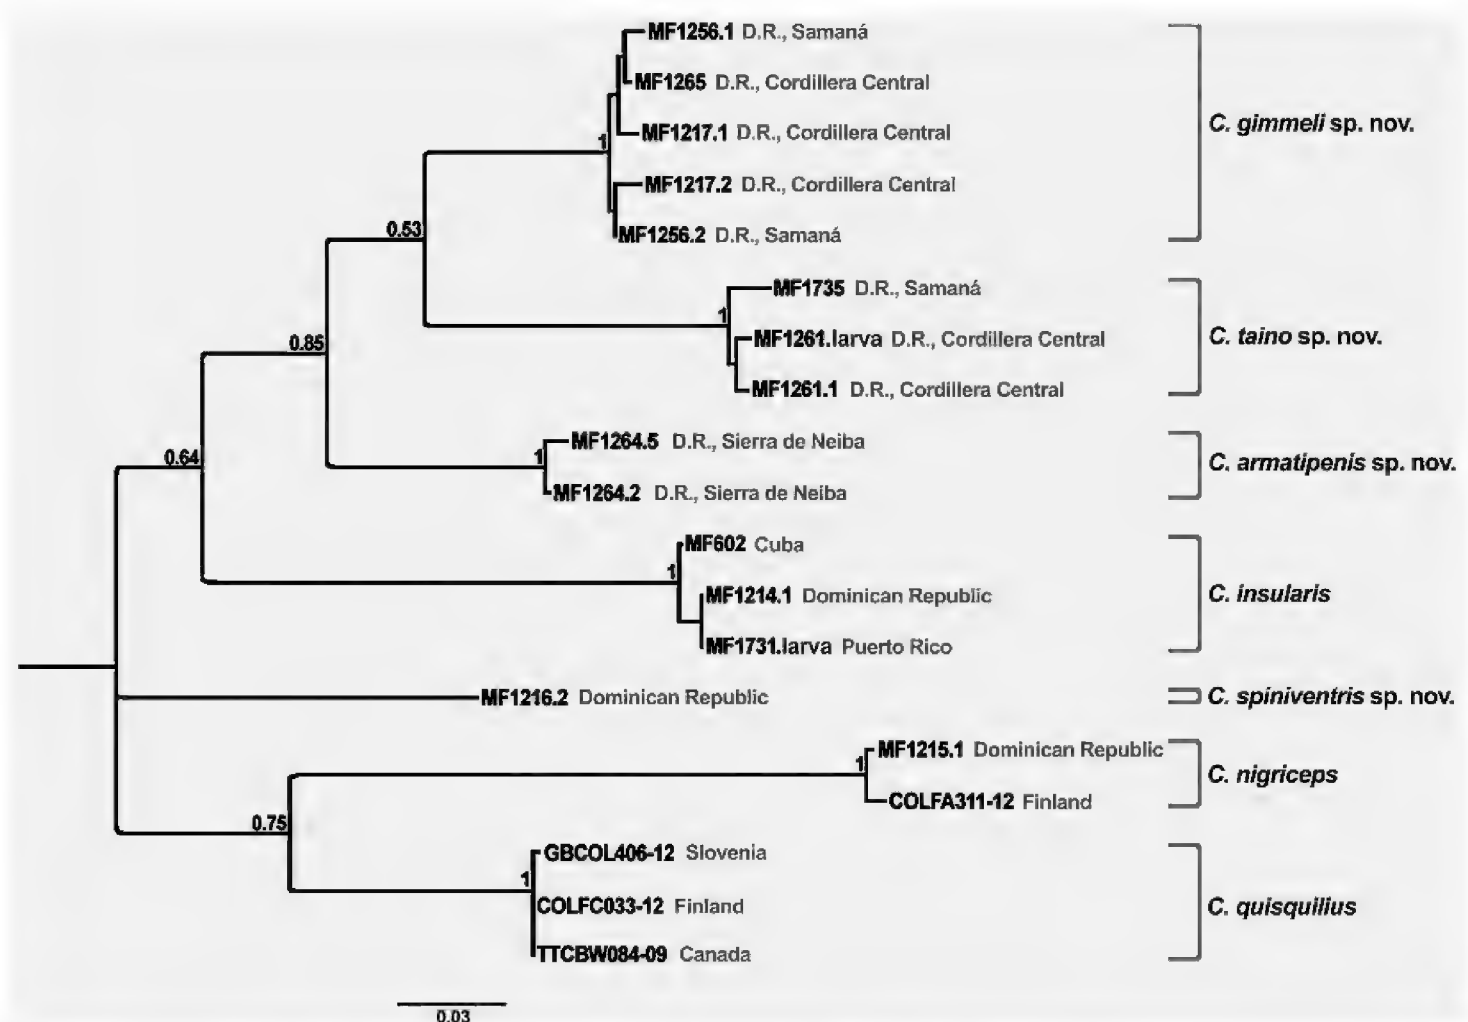 MF1256.1 D.R., Samaná
MF1265 D.R., Cordillera Central
C. gimmeli sp. nov.
MF1217.1 D.R., Cordillera Central
1
MF1217.2 D.R., Cordillera Central
0.53
MF1256.2 D.R., Samaná
MF1735 D.R., Samaná
1
0.85
MF1261.larva D.R., Cordillera Central
C. taino sp. nov.
MF1261.1 D.R., Cordillera Central
MF1264.5 D.R., Sierra de Neiba
0.64
1
C. armatipenis sp. nov.
MF1264.2 D.R., Sierra de Neiba
MF602 Cuba
1
MF1214.1 Dominican Republic
C. insularis
MF1731.larva Puerto Rico
MF1216.2 Dominican Republic
C. spiniventris sp. nov.
MF1215.1 Dominican Republic
1
C. nigriceps
COLFA311-12 Finland
0.75
GBCOL406-12 Slovenia
1
COLFC033-12 Finland
C. quisquilius
TTCBW084-09 Canada
0.03